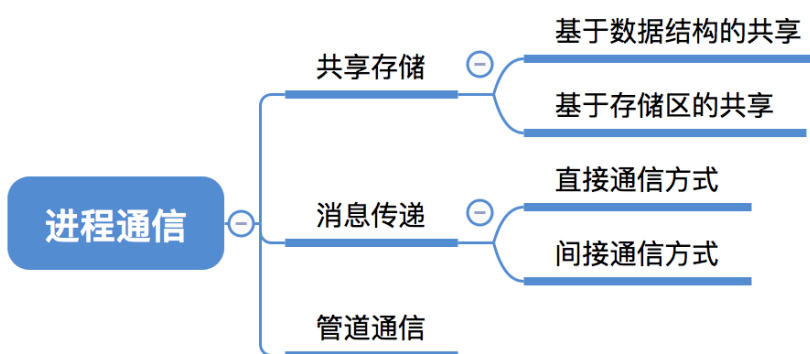 进程通信
共享存储
基于数据结构的共享
基于存储区的共享
消息传递
直接通信方式
间接通信方式
管道通信